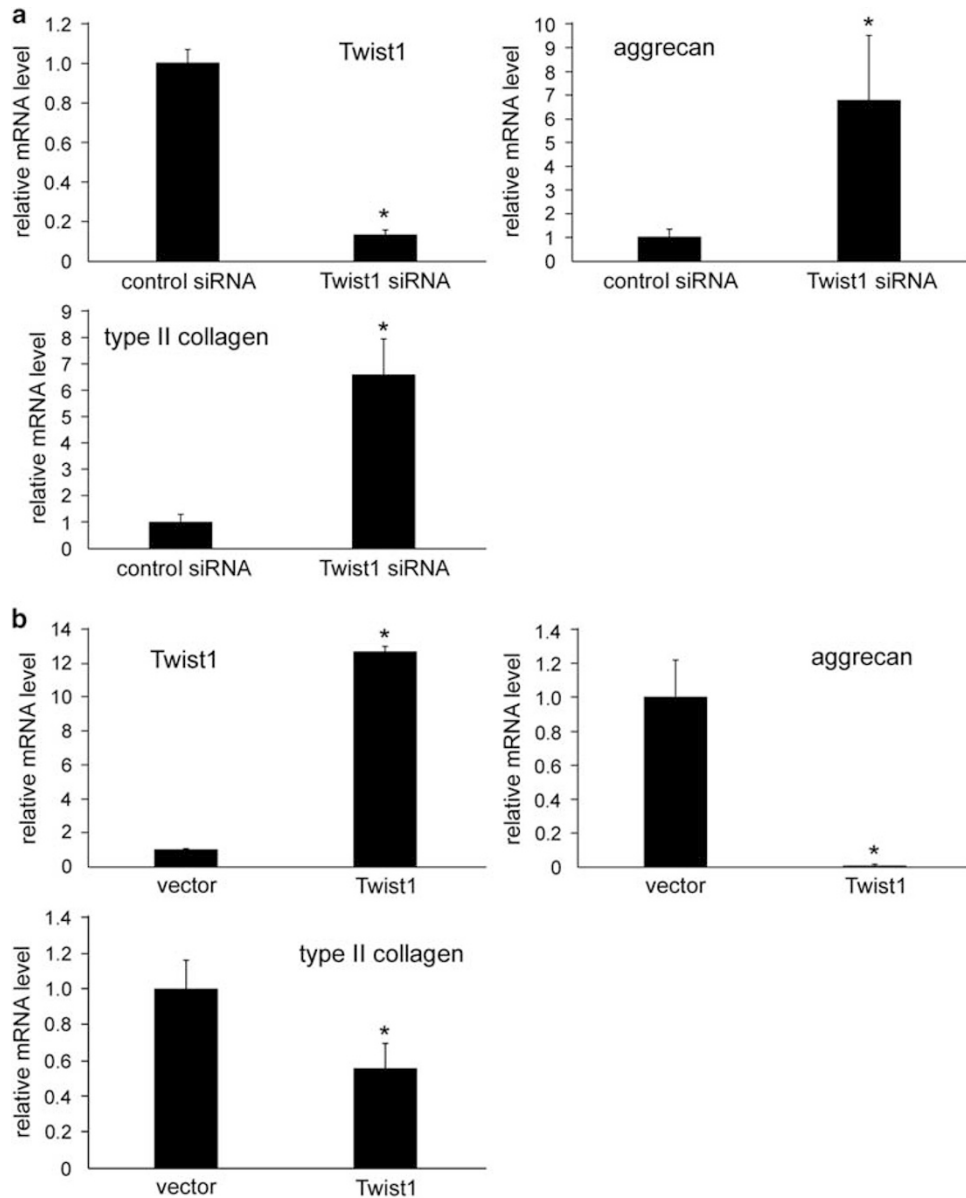 a
relative mRNA level
1.2
1.0
0.8
0.6
0.4
0.2
0
Twist1
*
control siRNA
Twist1 siRNA
relative mRNA level
10
9
8
7
6
5
4
3
2
1
0
aggrecan
*
control siRNA
Twist1 siRNA
relative mRNA level
9
8
7
6
5
4
3
2
1
0
type II collagen
*
control siRNA
Twist1 siRNA
b
relative mRNA level
14
12
10
8
6
4
2
0
Twist1
*
vector
Twist1
relative mRNA level
1.4
1.2
1.0
0.8
0.6
0.4
0.2
0
aggrecan
*
vector
Twist1
relative mRNA level
1.4
1.2
1.0
0.8
0.6
0.4
0.2
0
type II collagen
*
vector
Twist1